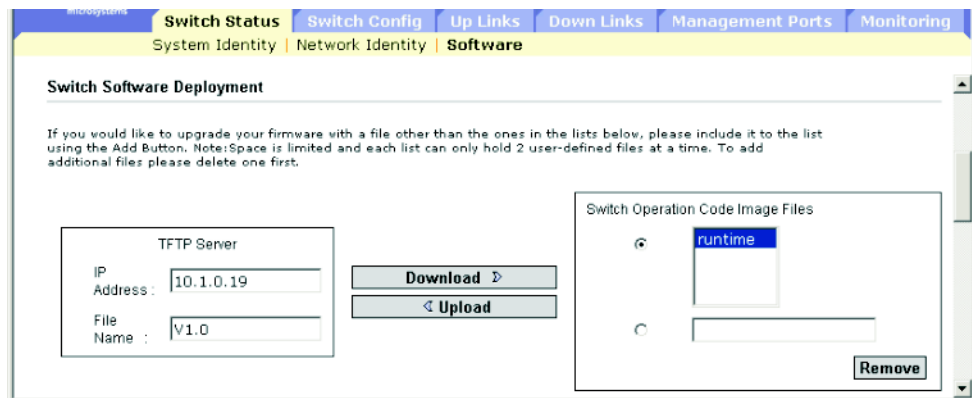 microsystems
Switch Status Switch Config Up Links Down Links Management Ports Monitoring
System Identity | Network Identity | Software
Switch Software Deployment
If you would like to upgrade your firmware with a file other than the ones in the lists below, please include it to the list
using the Add Button. Note:Space is limited and each list can only hold 2 user-defined files at a time. To add
additional files please delete one first.
TFTP Server
IP
Address :
10.1.0.19
File
Name :
V1.0
Download
Upload
Switch Operation Code Image Files
runtime
Remove